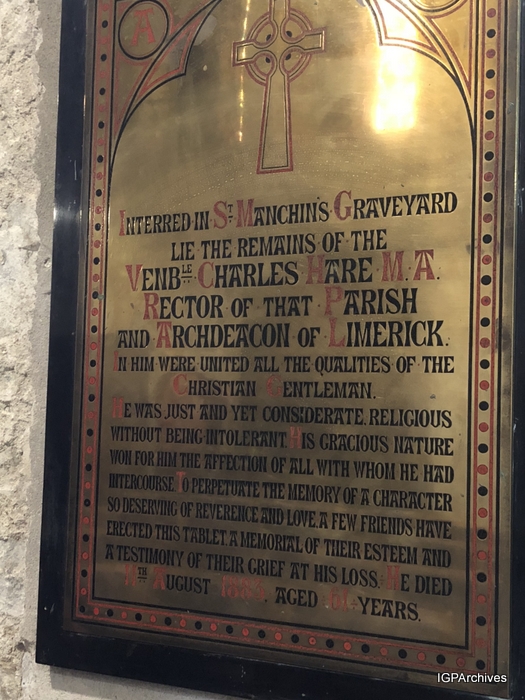 A
INTERRED IN ST MANCHIN'S GRAVEYARD
LIE THE REMAINS OF THE
VENBLE CHARLES HARE M.A.
RECTOR OF THAT PARISH
AND ARCHDEACON OF LIMERICK.
IN HIM WERE UNITED ALL THE QUALITIES OF THE
CHRISTIAN GENTLEMAN.
HE WAS JUST AND YET CONSIDERATE, RELIGIOUS
WITHOUT BEING INTOLERANT. HIS GRACIOUS NATURE
WON FOR HIM THE AFFECTION OF ALL WITH WHOM HE HAD
INTERCOURSE. TO PERPETUATE THE MEMORY OF A CHARACTER
SO DESERVING OF REVERENCE AND LOVE, A FEW FRIENDS HAVE
ERECTED THIS TABLET, A MEMORIAL OF THEIR ESTEEM AND
A TESTIMONY OF THEIR GRIEF AT HIS LOSS. HE DIED
AUGUST AGED 61 YEARS.
IGPArchives